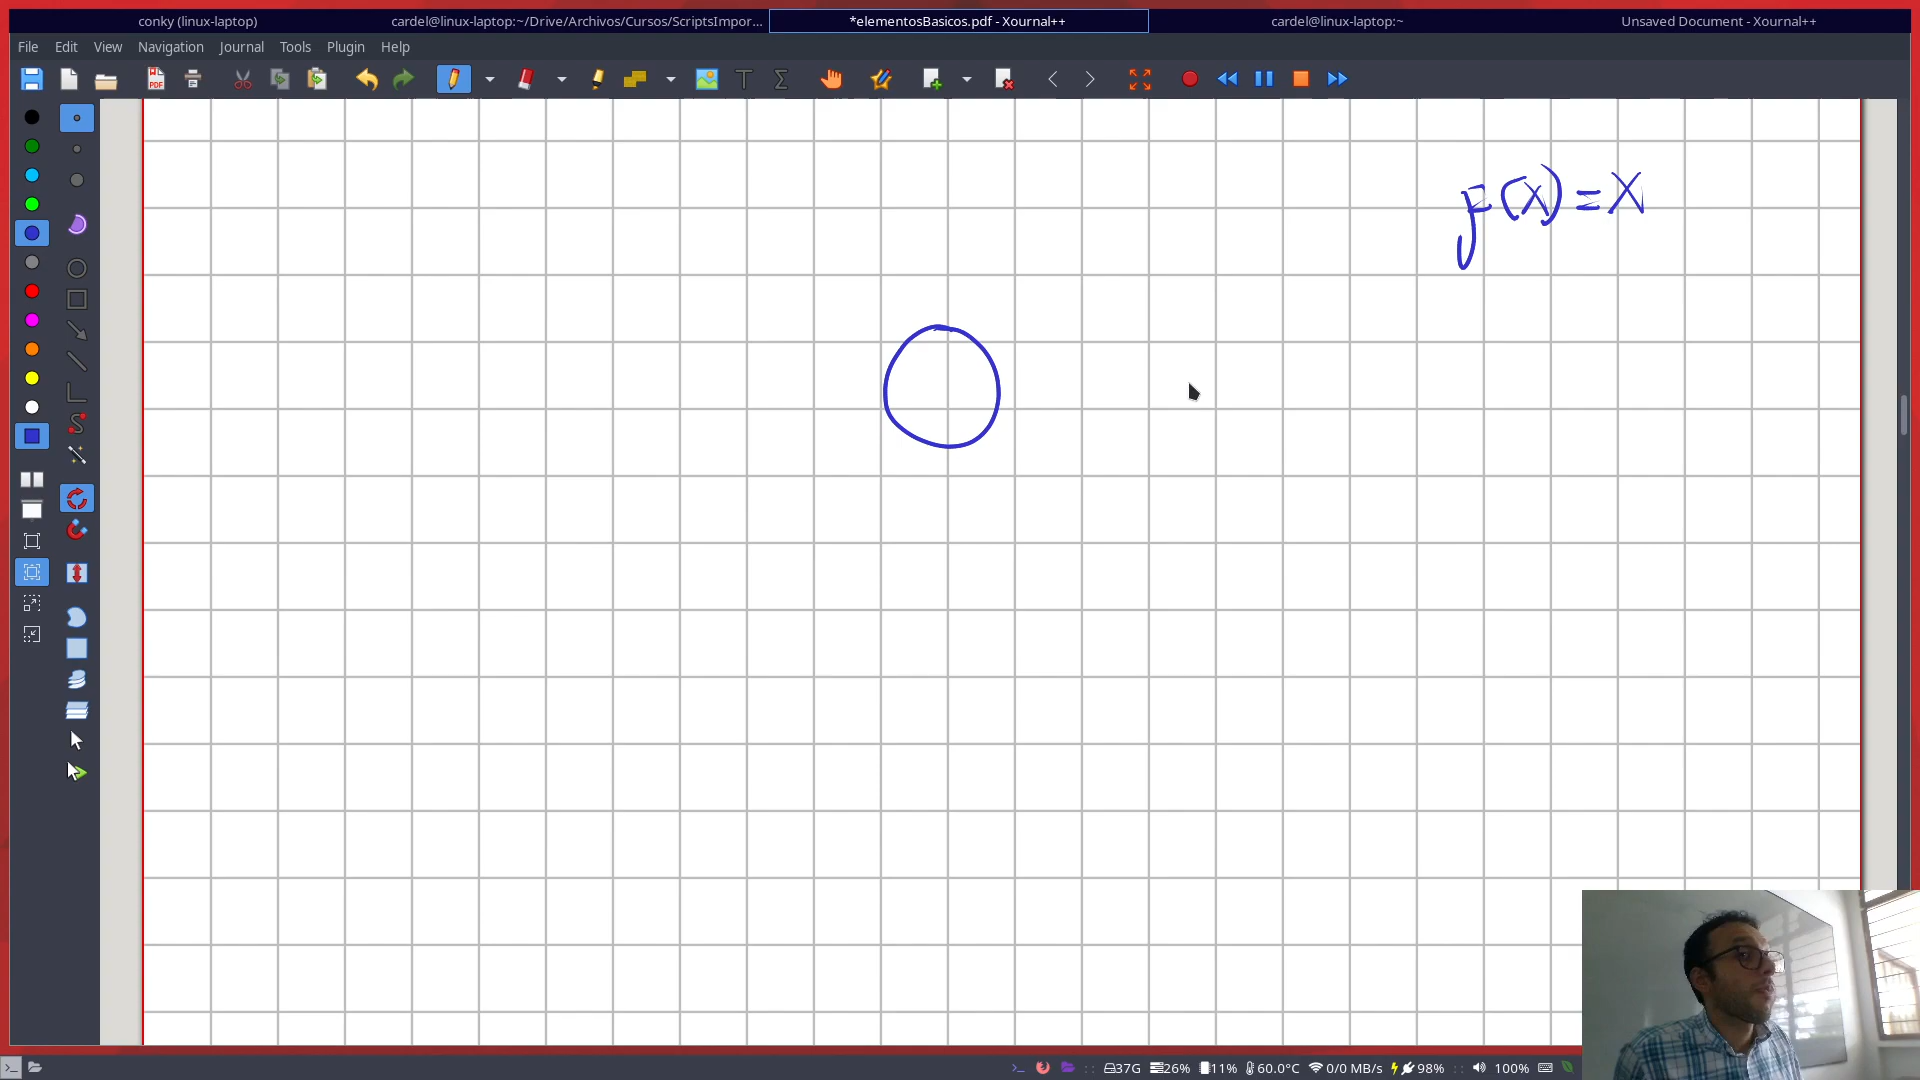 conky (linux-laptop)
cardel@linux-laptop:~/Drive/Archivos/Cursos/ScriptsImpor...
*elementosBasicos.pdf - Xournal++
cardel@linux-laptop:~
Unsaved Document - Xournal++
File Edit View Navigation Journal Tools Plugin Help
PDF
T Σ
f(x)=x
37G 26% 11% 60.0°C 0/0 MB/s 98% 100%